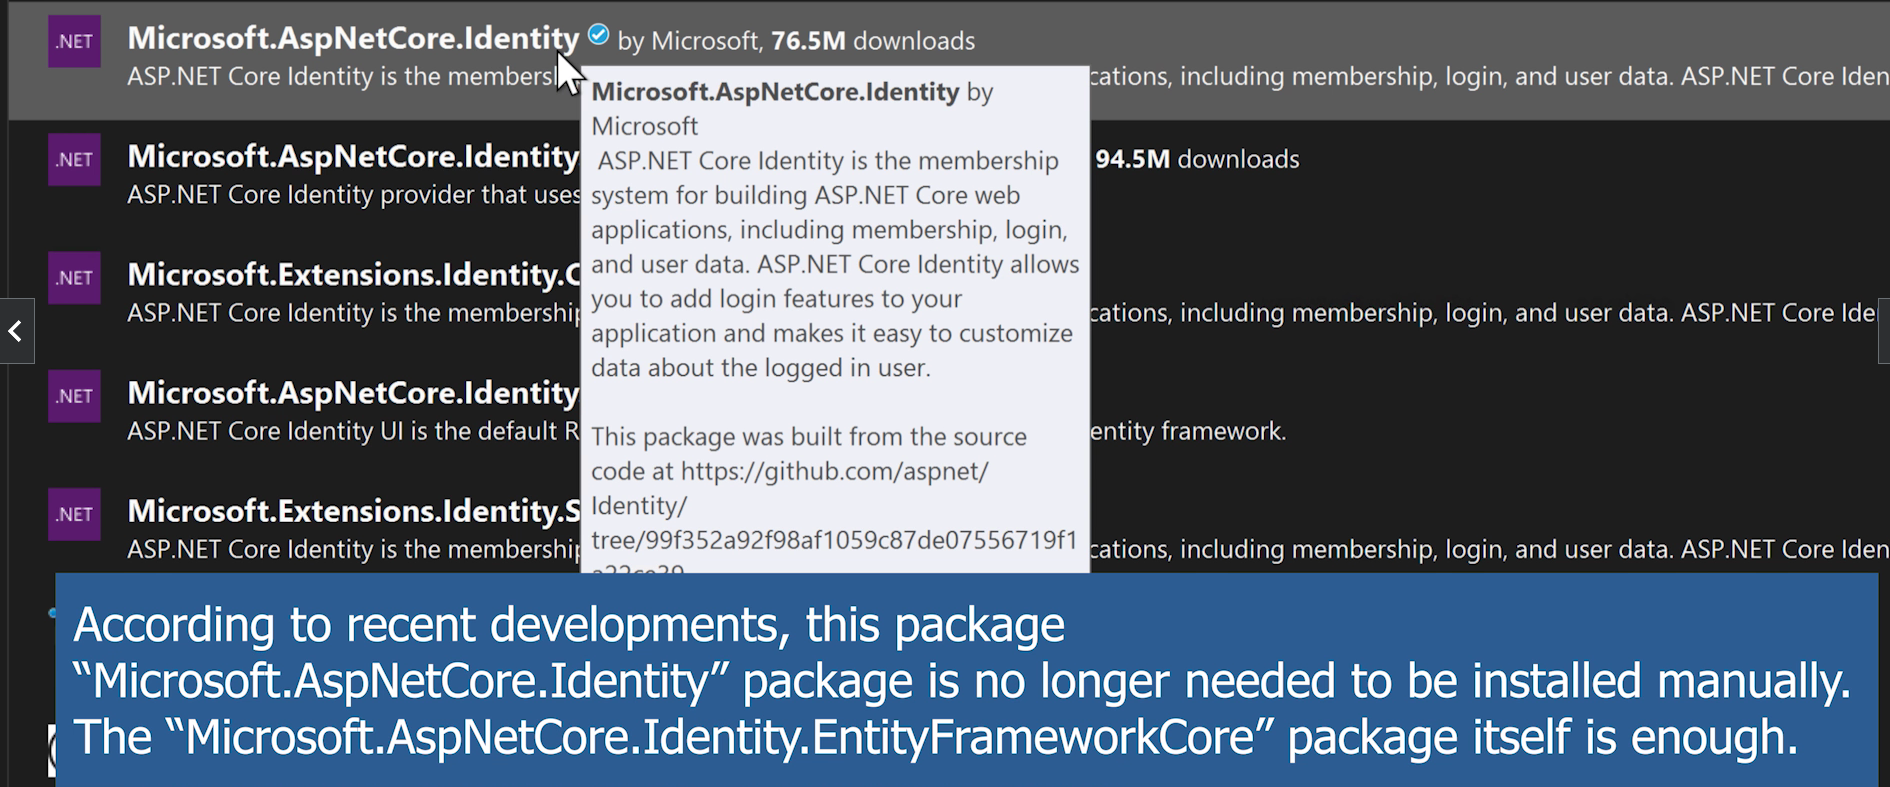 .NET Microsoft.AspNetCore.Identity by Microsoft, 76.5M downloads
ASP.NET Core Identity is the members cations, including membership, login, and user data. ASP.NET Core Iden
Microsoft.AspNetCore.Identity by
Microsoft
ASP.NET Core Identity is the membership
system for building ASP.NET Core web
applications, including membership, login,
and user data. ASP.NET Core Identity allows
you to add login features to your
application and makes it easy to customize
data about the logged in user.
This package was built from the source
code at https://github.com/aspnet/
Identity/
tree/99f352a92f98af1059c87de07556719f1
.NET Microsoft.AspNetCore.Identity. 94.5M downloads
ASP.NET Core Identity provider that uses
.NET Microsoft.Extensions.Identity.C
ASP.NET Core Identity is the membership cations, including membership, login, and user data. ASP.NET Core Ide
.NET Microsoft.AspNetCore.Identity.
ASP.NET Core Identity UI is the default R entity framework.
.NET Microsoft.Extensions.Identity.S
ASP.NET Core Identity is the membership cations, including membership, login, and user data. ASP.NET Core Iden
According to recent developments, this package
“Microsoft.AspNetCore.Identity” package is no longer needed to be installed manually.
The “Microsoft.AspNetCore.Identity.EntityFrameworkCore” package itself is enough.